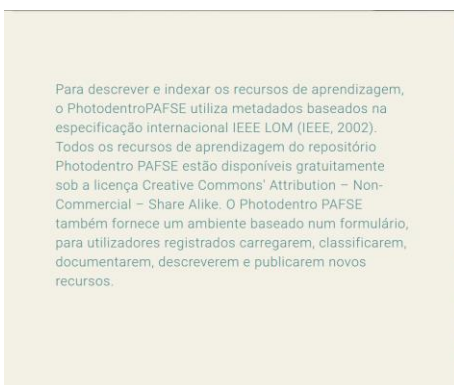 Para descrever e indexar os recursos de aprendizagem,
o PhotodentroPAFSE utiliza metadados baseados na
especificação internacional IEEE LOM (IEEE, 2002).
Todos os recursos de aprendizagem do repositório
Photodentro PAFSE estão disponíveis gratuitamente
sob a licença Creative Commons' Attribution – Non-
Commercial – Share Alike. O Photodentro PAFSE
também fornece um ambiente baseado num formulário,
para utilizadores registrados carregarem, classificarem,
documentarem, descreverem e publicarem novos
recursos.